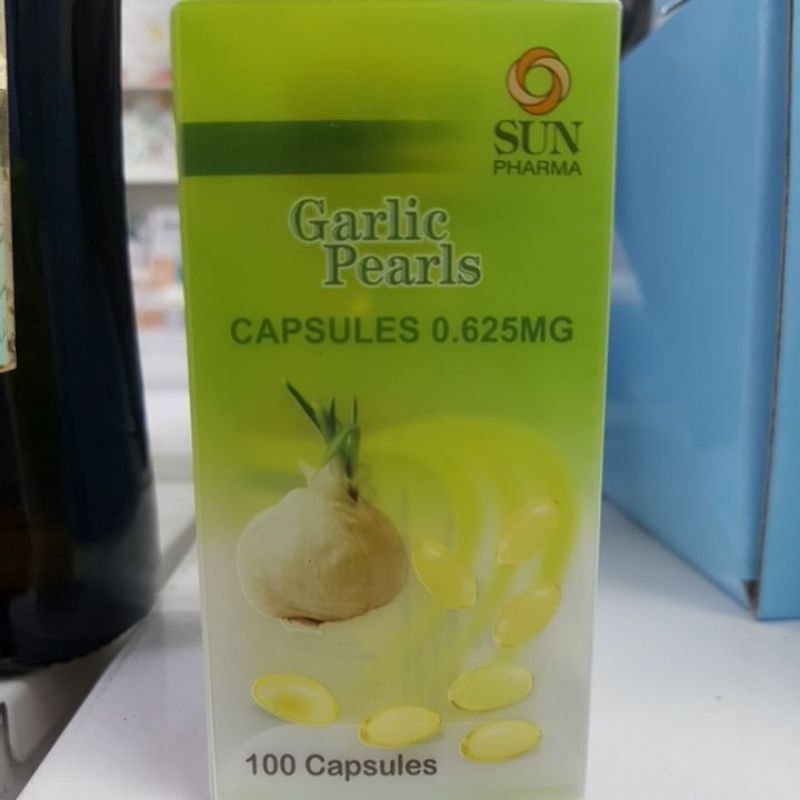 SUN
PHARMA
Garlic
Pearls
CAPSULES 0.625MG
100 Capsules